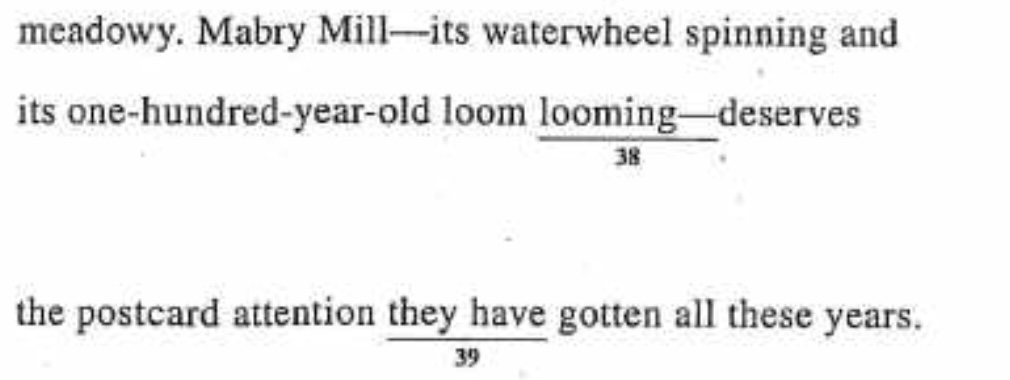 meadowy. Mabry Mill—its waterwheel spinning and
its one-hundred-year-old loom looming—deserves
38
the postcard attention they have gotten all these years.
39